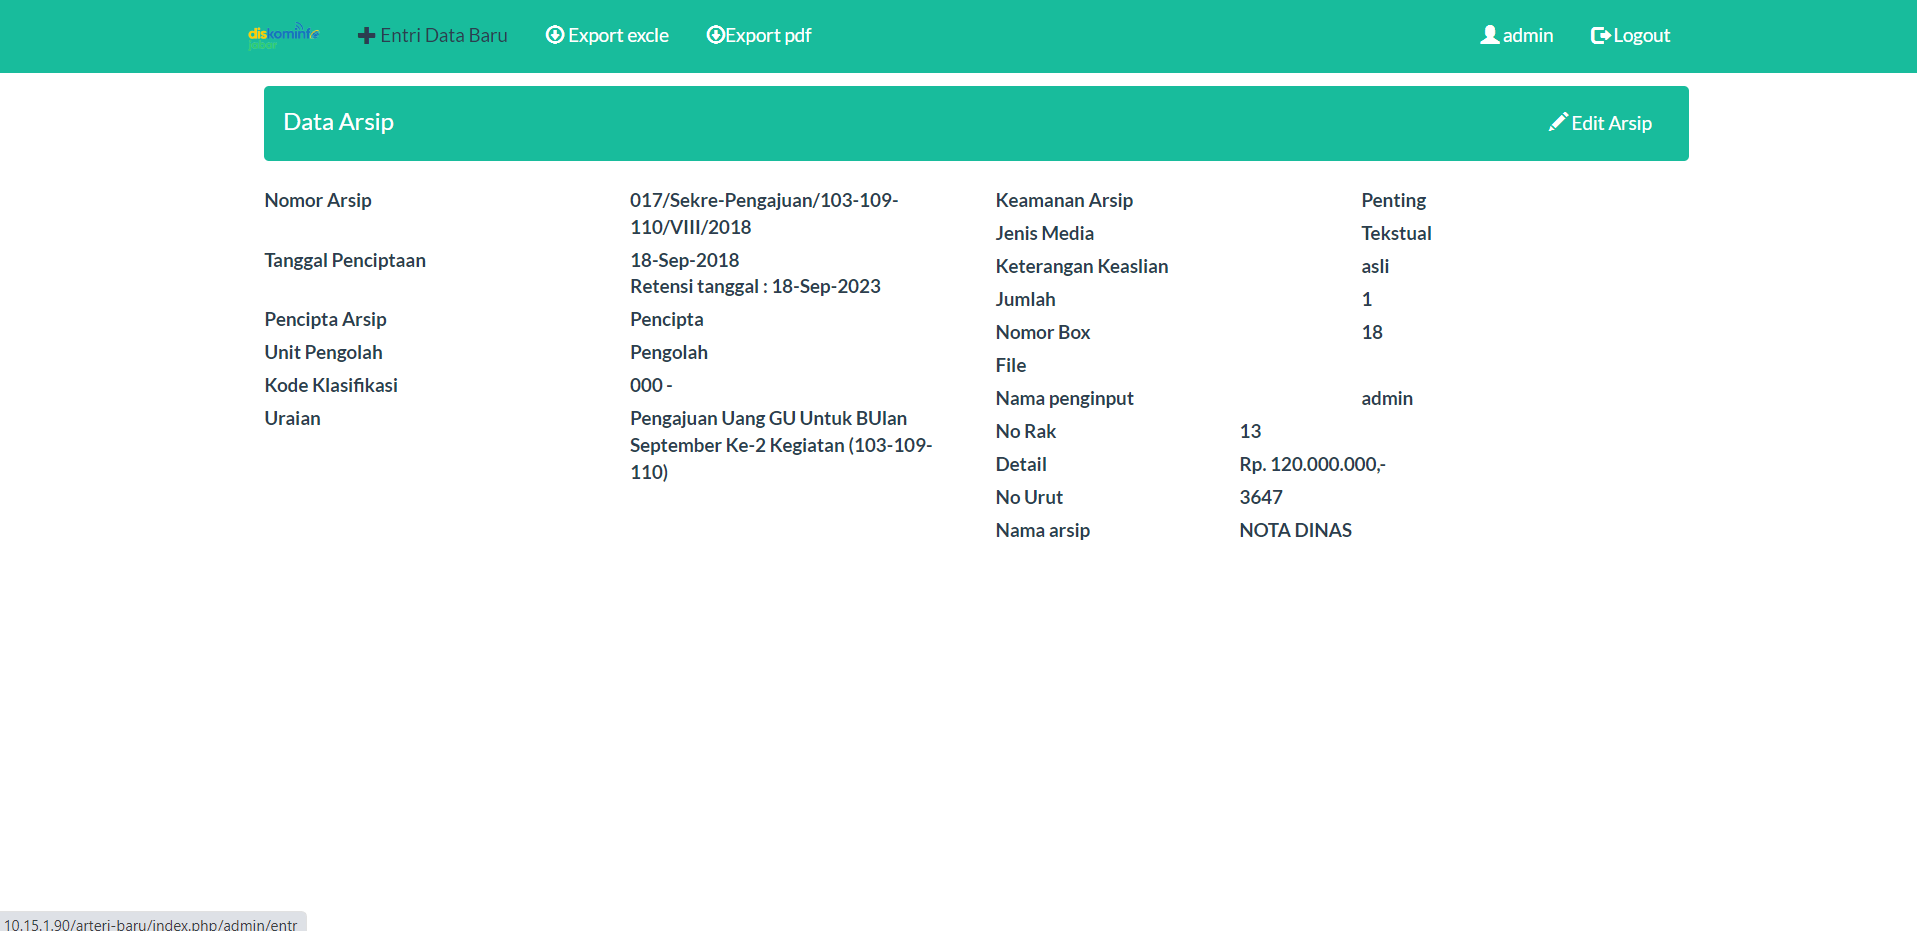 diskominfo
jabar
Entri Data Baru
Export excle
Export pdf
admin
Logout
Data Arsip
Edit Arsip
Nomor Arsip
017/Sekre-Pengajuan/103-109-
110/VIII/2018
Tanggal Penciptaan
18-Sep-2018
Retensi tanggal : 18-Sep-2023
Pencipta Arsip
Pencipta
Unit Pengolah
Pengolah
Kode Klasifikasi
000 -
Uraian
Pengajuan Uang GU Untuk BUlan
September Ke-2 Kegiatan (103-109-
110)
Keamanan Arsip
Penting
Jenis Media
Tekstual
Keterangan Keaslian
asli
Jumlah
1
Nomor Box
18
File
Nama penginput
admin
No Rak
13
Detail
Rp. 120.000.000,-
No Urut
3647
Nama arsip
NOTA DINAS
10.15.1.90/arteri-baru/index.php/admin/entr